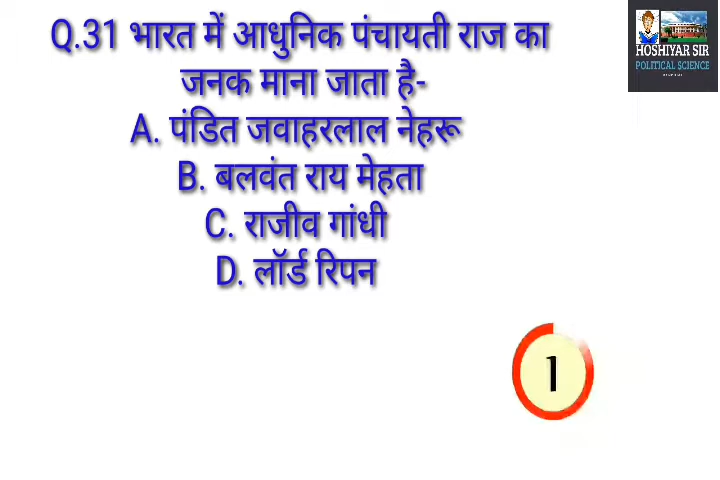 Q.31 भारत में आधुनिक पंचायती राज का
जनक माना जाता है-
A. पंडित जवाहरलाल नेहरू
B. बलवंत राय मेहता
C. राजीव गांधी
D. लॉर्ड रिपन
HOSHIYAR SIR
POLITICAL SCIENCE
1